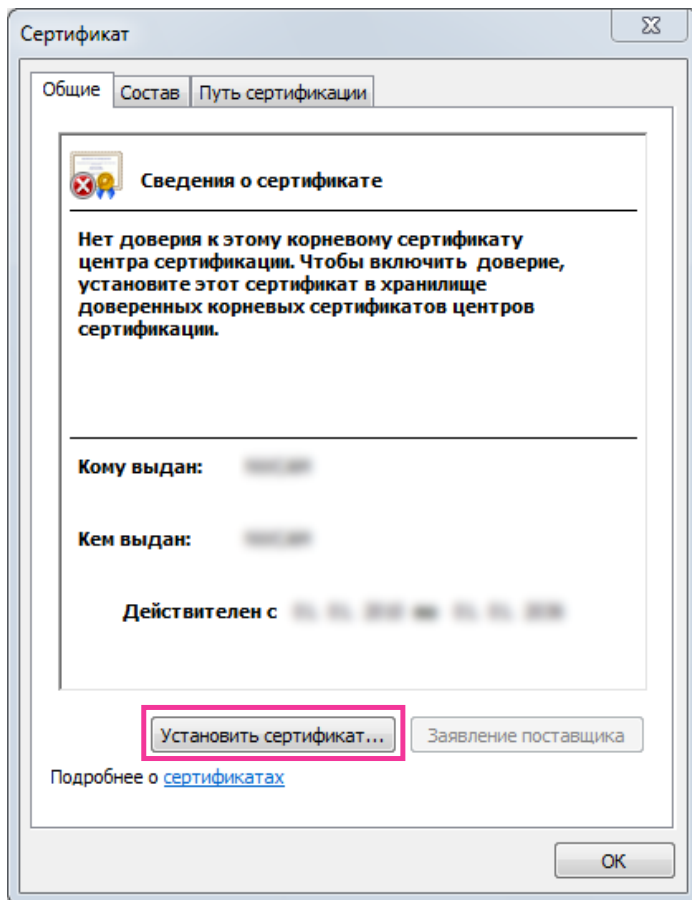 Сертификат
Общие Состав Путь сертификации
Сведения о сертификате
Нет доверия к этому корневому сертификату
центра сертификации. Чтобы включить доверие,
установите этот сертификат в хранилище
доверенных корневых сертификатов центров
сертификации.
Кому выдан:
Кем выдан:
Действителен с
Установить сертификат... Заявление поставщика
Подробнее о сертификатах
ОК